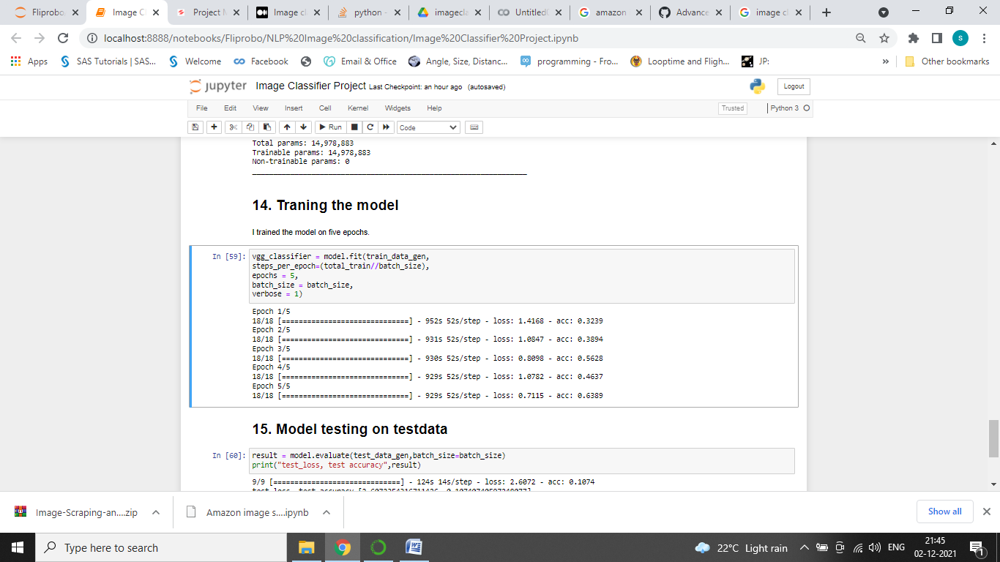 Fliprobo.
Image C
Project M
Image cl
python -
imagecla
Untitled
amazon
Advance
image cl
localhost:8888/notebooks/Fliprobo/NLP%20Image%20classification/Image%20Classifier%20Project.ipynb
s
Apps
SAS Tutorials | SAS...
Welcome
Facebook
Email & Office
Angle, Size, Distanc...
programming - Fro...
Looptime and Fligh...
JP:
»
Other bookmarks
jupyter Image Classifier Project Last Checkpoint: an hour ago (autosaved)
Logout
File Edit View Insert Cell Kernel Widgets Help
Trusted
Python 3
Run
Code
Total params: 14,978,883
Trainable params: 14,978,883
Non-trainable params: 0
14. Traning the model
I trained the model on five epochs.
In [59]: vgg_classifier = model.fit(train_data_gen,
steps_per_epoch=(total_train//batch_size),
epochs = 5,
batch_size = batch_size,
verbose = 1)
Epoch 1/5
18/18 [==============================] - 952s 52s/step - loss: 1.4168 - acc: 0.3239
Epoch 2/5
18/18 [==============================] - 931s 52s/step - loss: 1.0847 - acc: 0.3894
Epoch 3/5
18/18 [==============================] - 930s 52s/step - loss: 0.8098 - acc: 0.5628
Epoch 4/5
18/18 [==============================] - 929s 52s/step - loss: 1.0782 - acc: 0.4637
Epoch 5/5
18/18 [==============================] - 929s 52s/step - loss: 0.7115 - acc: 0.6389
15. Model testing on testdata
In [60]: result = model.evaluate(test_data_gen,batch_size=batch_size)
print("test_loss, test accuracy",result)
9/9 [==============================] - 124s 14s/step - loss: 2.6072 - acc: 0.1074
Image-Scraping-an....zip
Amazon image s....ipynb
Show all
Type here to search
22°C Light rain
ENG
21:45
02-12-2021
1